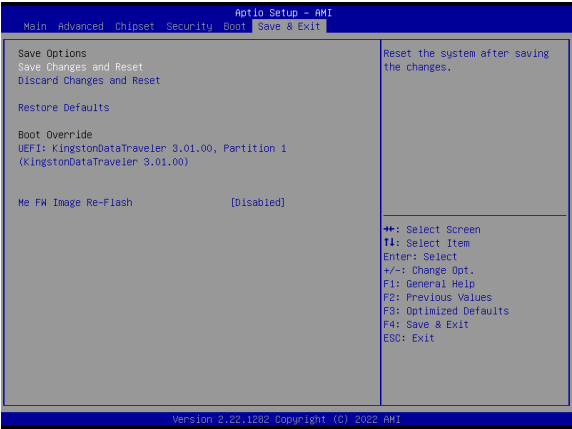 Aptio Setup – AMI
Main Advanced Chipset Security Boot Save & Exit
Save Options
Save Changes and Reset
Discard Changes and Reset
Restore Defaults
Boot Override
UEFI: KingstonDataTraveler 3.01.00, Partition 1
(KingstonDataTraveler 3.01.00)
Me FW Image Re-Flash [Disabled]
Reset the system after saving
the changes.
→←: Select Screen
↑↓: Select Item
Enter: Select
+/-: Change Opt.
F1: General Help
F2: Previous Values
F3: Optimized Defaults
F4: Save & Exit
ESC: Exit
Version 2.22.1282 Copyright (C) 2022 AMI